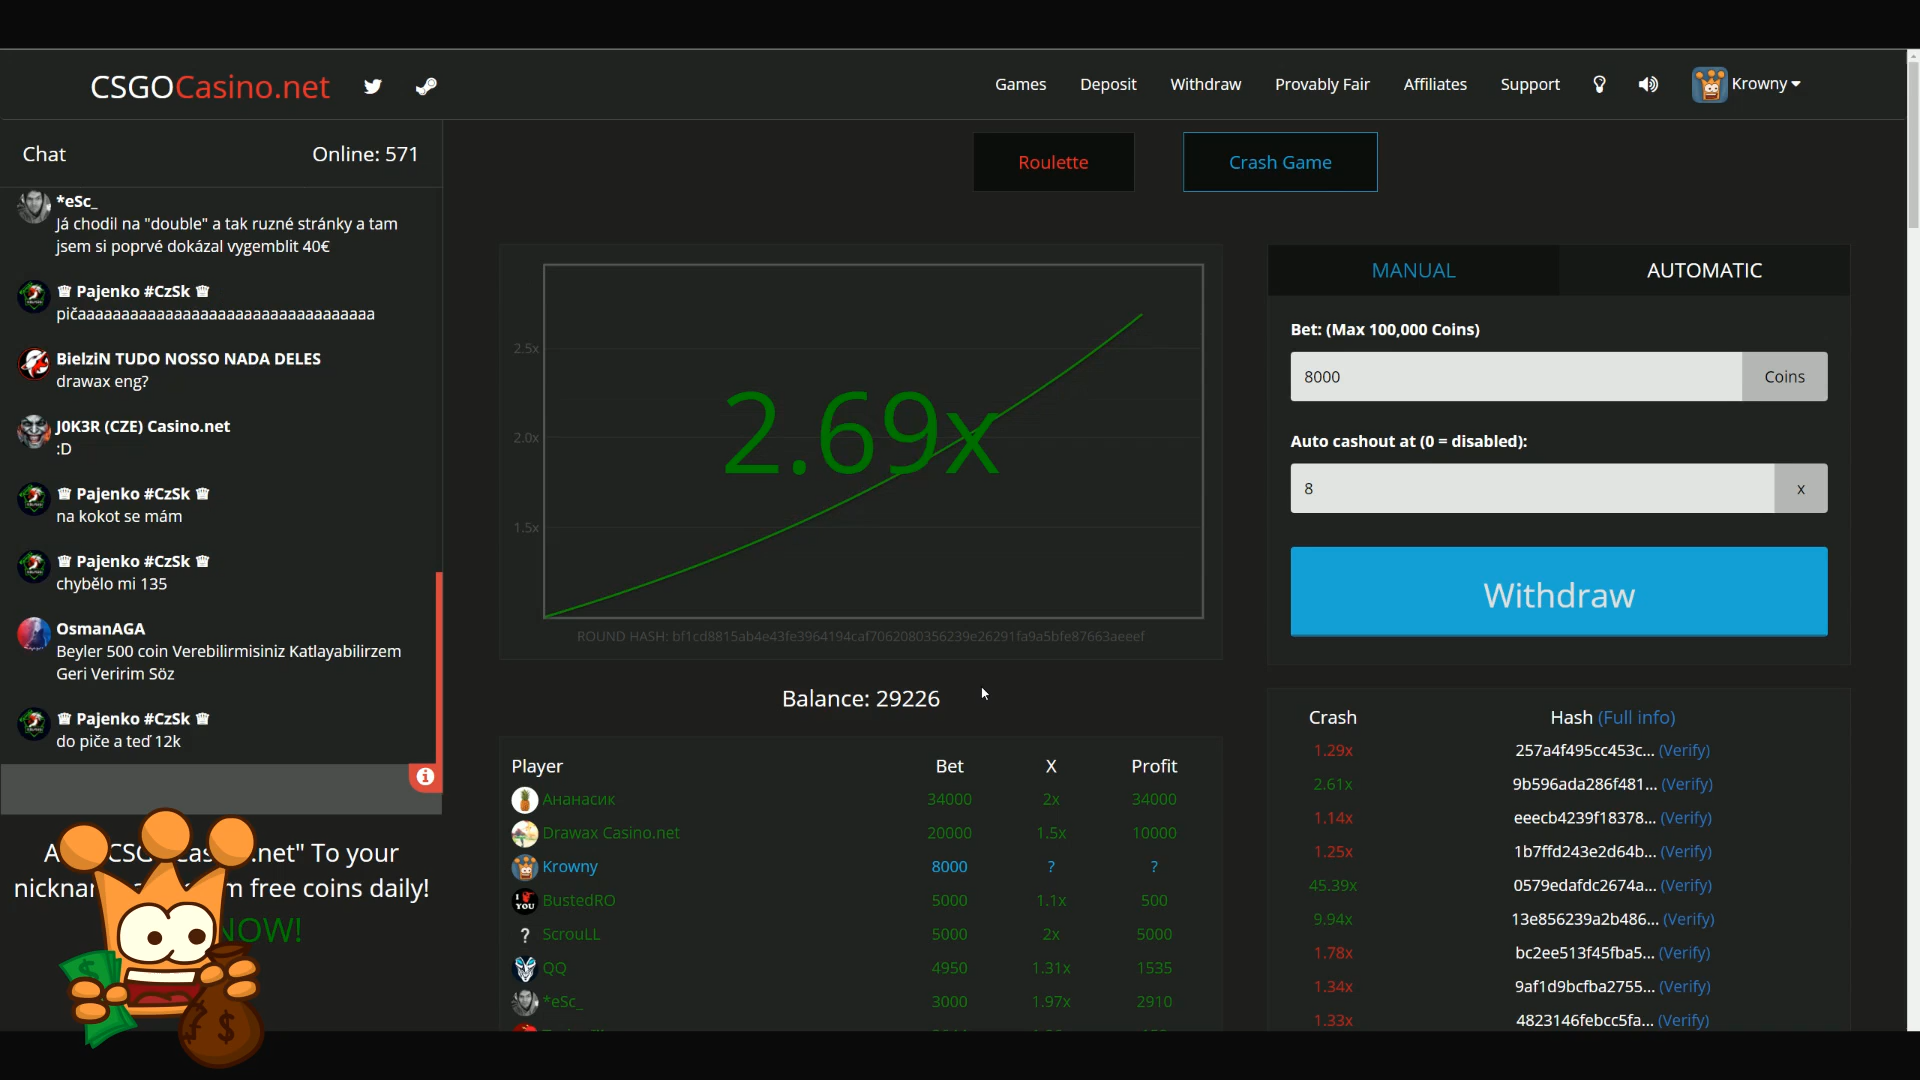 CSGOCasino.net
Games Deposit Withdraw Provably Fair Affiliates Support Krowny
Chat Online: 571
*eSc_
Já chodil na "double" a tak ruzné stránky a tam
jsem si poprvé dokázal vygemblit 40€
♛ Pajenko #CzSk ♛
pičaaaaaaaaaaaaaaaaaaaaaaaaaaaaaaaaaa
BielziN TUDO NOSSO NADA DELES
drawax eng?
J0K3R (CZE) Casino.net
:D
♛ Pajenko #CzSk ♛
na kokot se mám
♛ Pajenko #CzSk ♛
chybělo mi 135
OsmanAGA
Beyler 500 coin Verebilirmisiniz Katlayabilirzem
Geri Veririm Söz
♛ Pajenko #CzSk ♛
do piče a teď 12k
.net" To your
free coins daily!
NOW!
Roulette
Crash Game
2.5x
2.0x
1.5x
2.69x
ROUND HASH: bf1cd8815ab4e43fe3964194caf7062080356239e26291fa9a5bfe87663aeeef
Balance: 29226
Player Bet X Profit
Ананасик 34000 2x 34000
Drawax Casino.net 20000 1.5x 10000
Krowny 8000 ? ?
BustedRO 5000 1.1x 500
ScrouLL 5000 2x 5000
QQ 4950 1.31x 1535
*eSc_ 3000 1.97x 2910
MANUAL AUTOMATIC
Bet: (Max 100,000 Coins)
8000 Coins
Auto cashout at (0 = disabled):
8 x
Withdraw
Crash Hash (Full info)
1.29x 257a4f495cc453c... (Verify)
2.61x 9b596ada286f481... (Verify)
1.14x eeecb4239f18378... (Verify)
1.25x 1b7ffd243e2d64b... (Verify)
45.39x 0579edafdc2674a... (Verify)
9.94x 13e856239a2b486... (Verify)
1.78x bc2ee513f45fba5... (Verify)
1.34x 9af1d9bcfba2755... (Verify)
1.33x 4823146febcc5fa... (Verify)